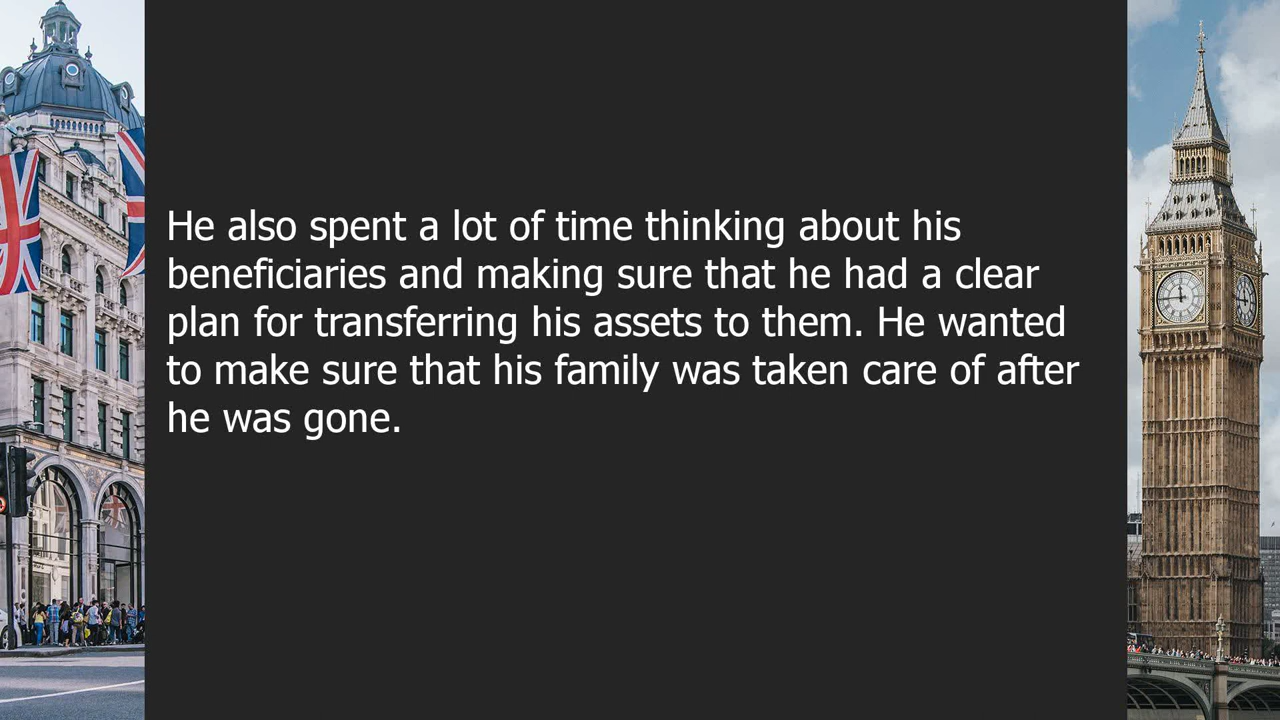 He also spent a lot of time thinking about his
beneficiaries and making sure that he had a clear
plan for transferring his assets to them. He wanted
to make sure that his family was taken care of after
he was gone.